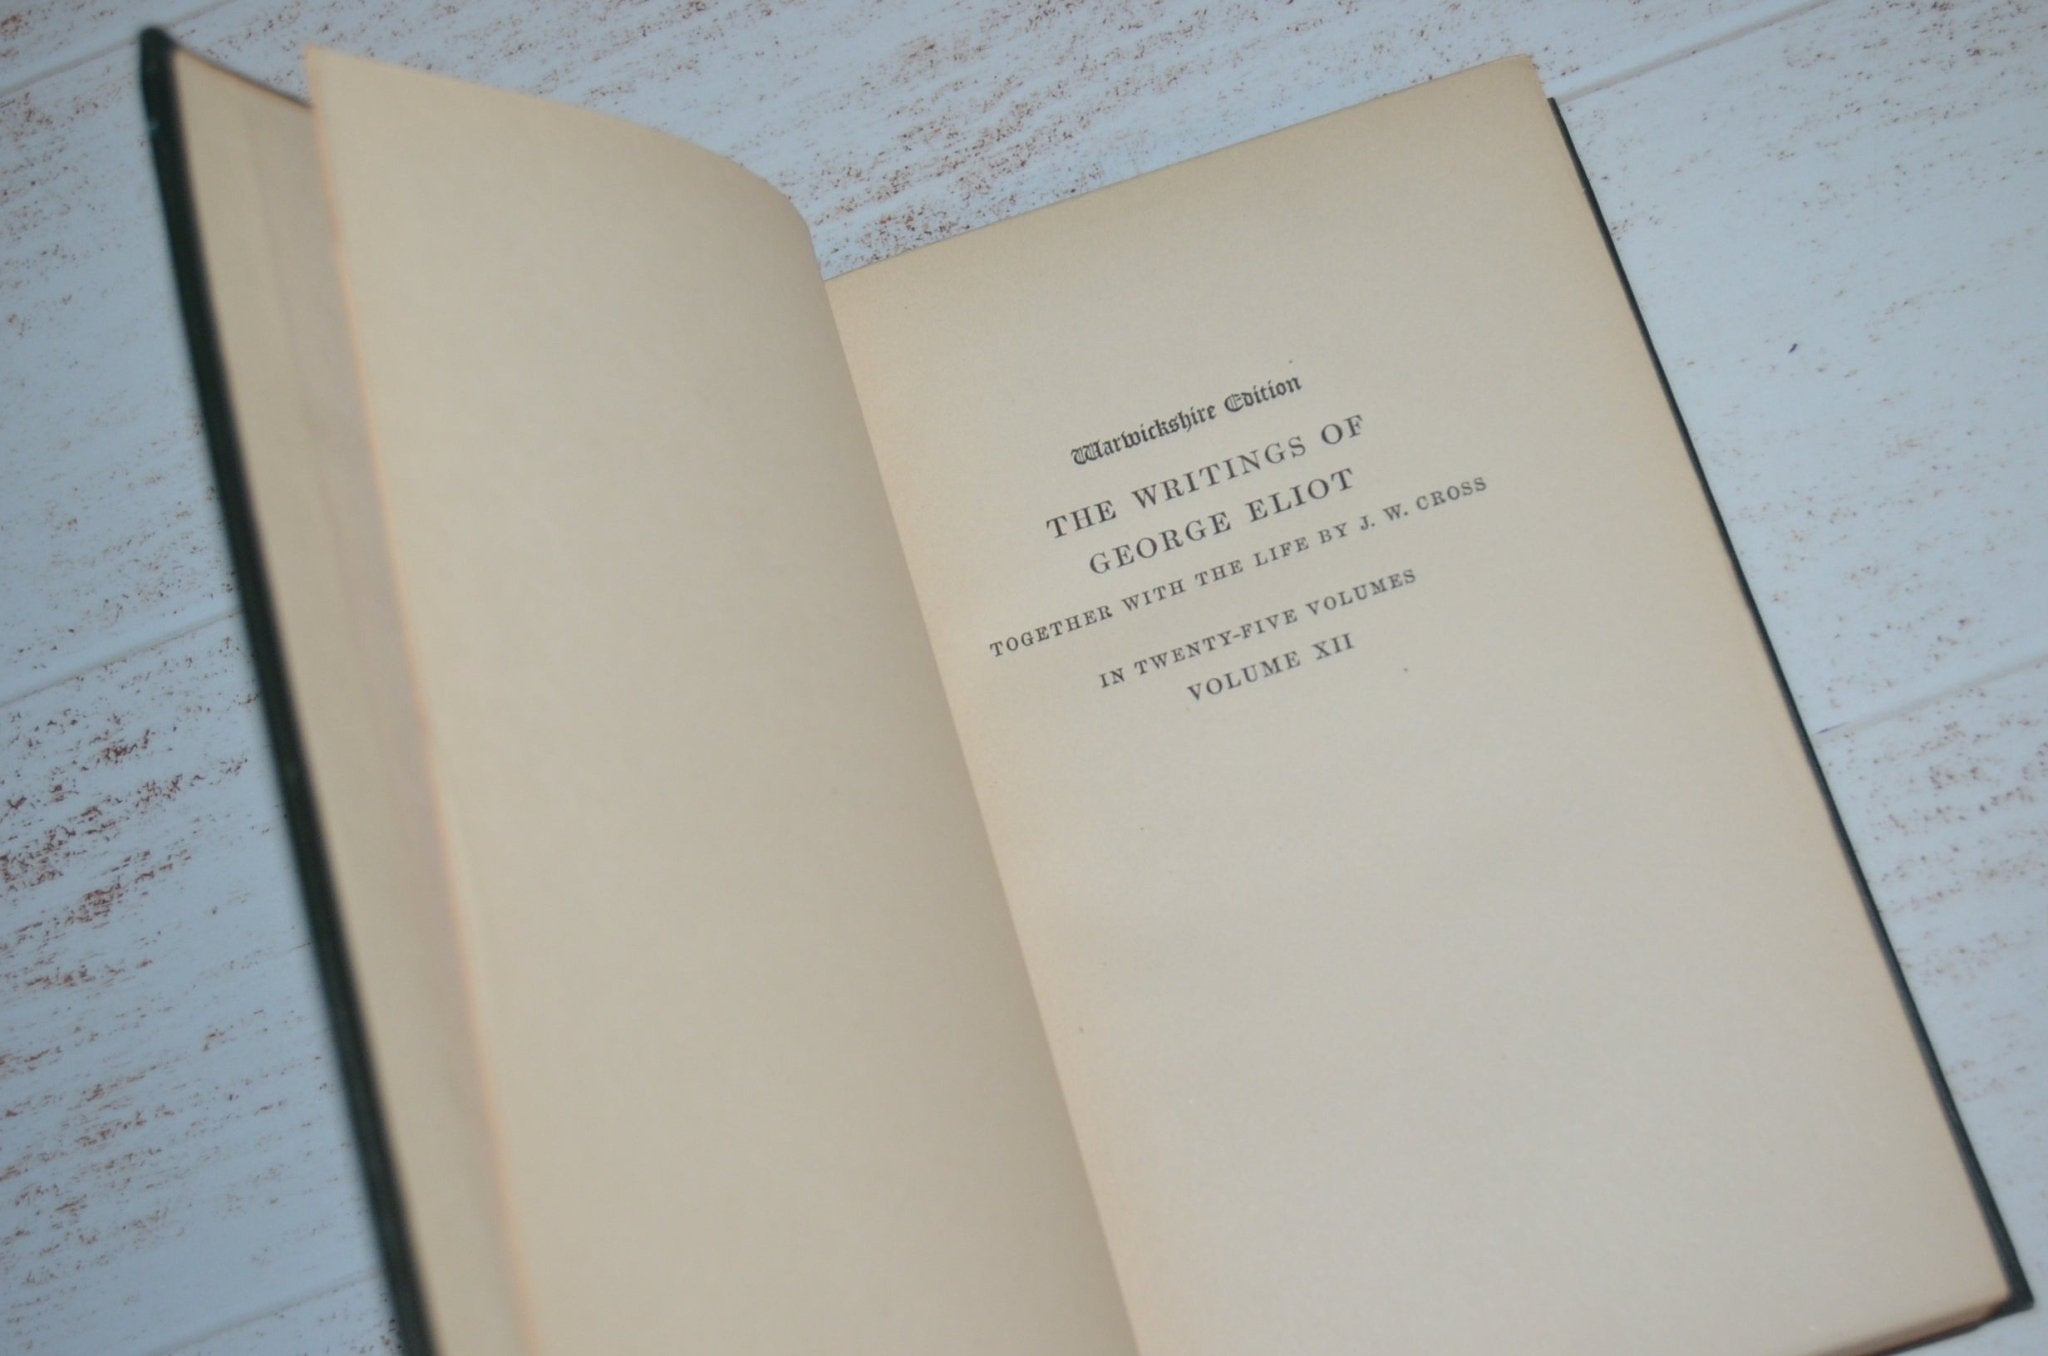 Warwickshire Edition
THE WRITINGS OF
GEORGE ELIOT
TOGETHER WITH THE LIFE BY J. W. CROSS
IN TWENTY-FIVE VOLUMES
VOLUME XII